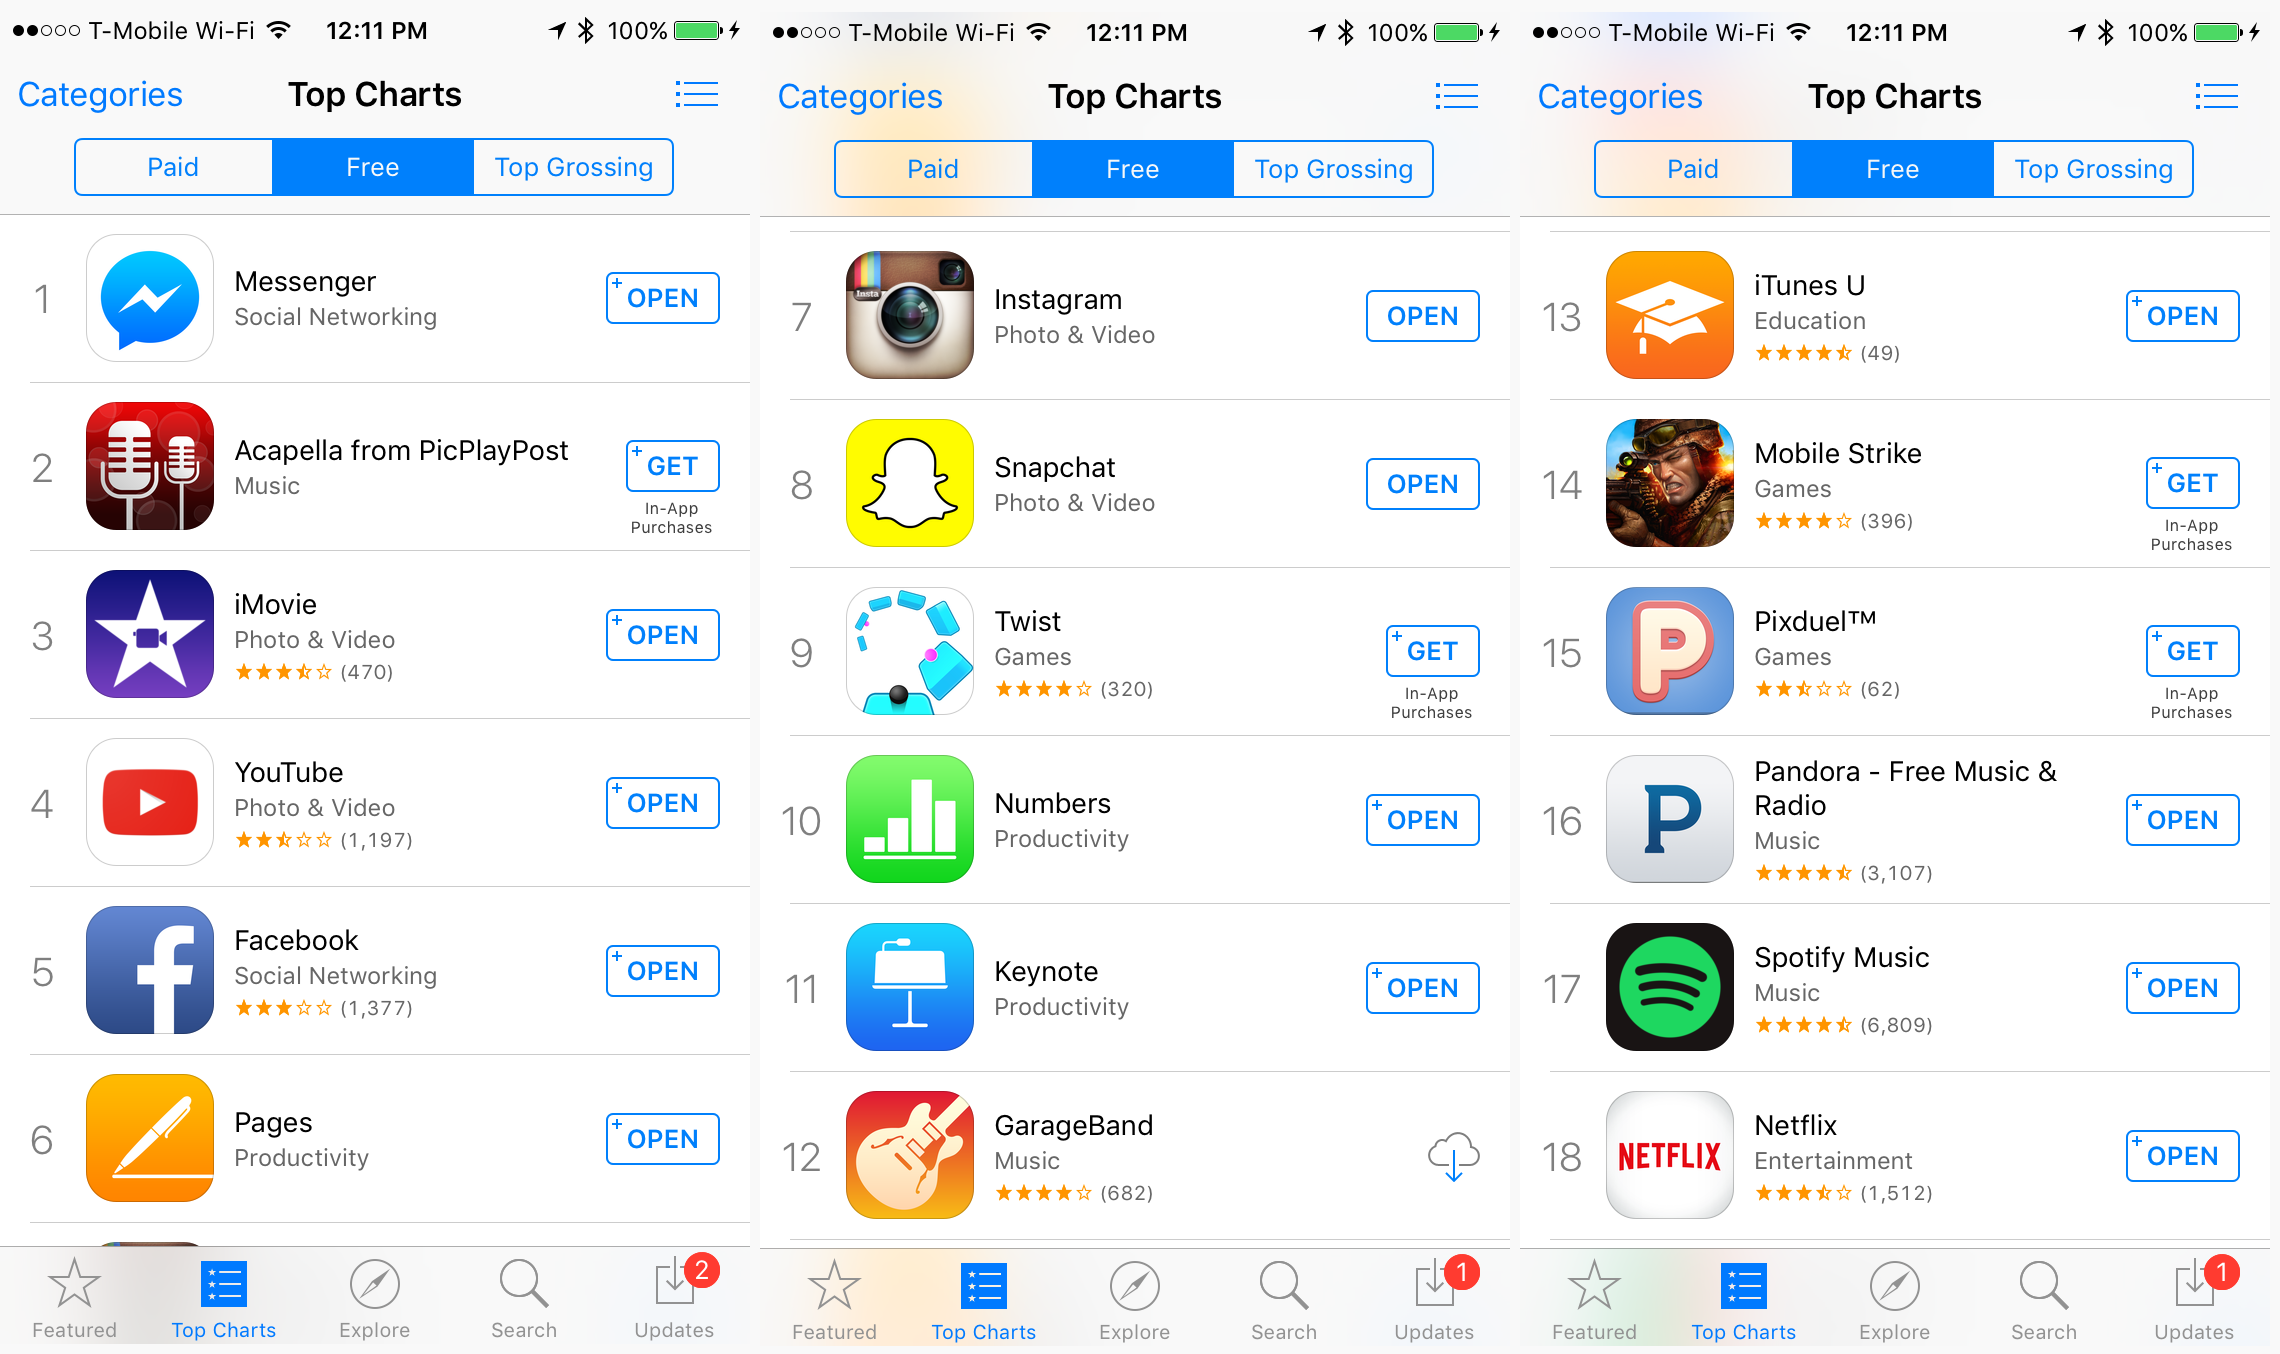 T-Mobile Wi-Fi 12:11 PM 100%
Categories Top Charts
Paid Free Top Grossing
1 Messenger
Social Networking
+ OPEN
2 Acapella from PicPlayPost
Music
+ GET
In-App
Purchases
3 iMovie
Photo & Video
(470)
+ OPEN
4 YouTube
Photo & Video
(1,197)
+ OPEN
5 Facebook
Social Networking
(1,377)
+ OPEN
6 Pages
Productivity
+ OPEN
Featured Top Charts Explore Search Updates 2
T-Mobile Wi-Fi 12:11 PM 100%
Categories Top Charts
Paid Free Top Grossing
7 Instagram
Photo & Video
OPEN
Insta
8 Snapchat
Photo & Video
OPEN
9 Twist
Games
(320)
+ GET
In-App
Purchases
10 Numbers
Productivity
+ OPEN
11 Keynote
Productivity
+ OPEN
12 GarageBand
Music
(682)
Featured Top Charts Explore Search Updates 1
T-Mobile Wi-Fi 12:11 PM 100%
Categories Top Charts
Paid Free Top Grossing
13 iTunes U
Education
(49)
+ OPEN
14 Mobile Strike
Games
(396)
+ GET
In-App
Purchases
15 P Pixduel™
Games
(62)
+ GET
In-App
Purchases
16 P Pandora - Free Music &
Radio
Music
(3,107)
+ OPEN
17 Spotify Music
Music
(6,809)
+ OPEN
18 NETFLIX Netflix
Entertainment
(1,512)
+ OPEN
Featured Top Charts Explore Search Updates 1